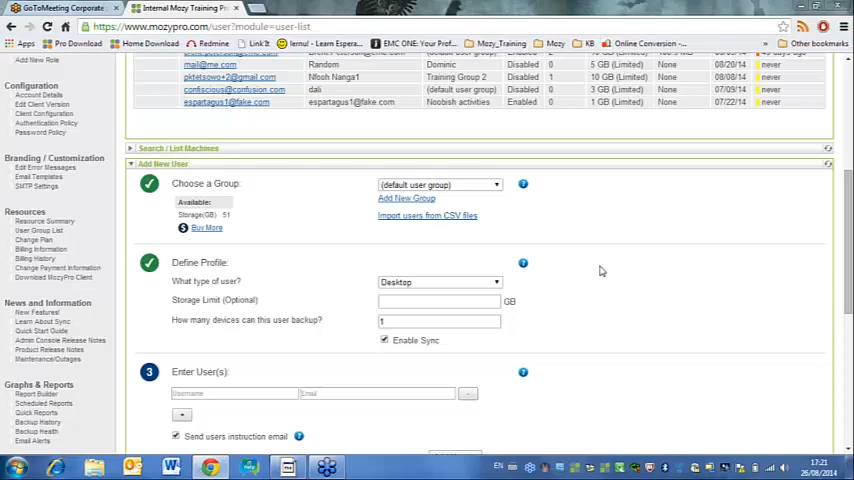 GoToMeeting Corporate
Internal Mozy Training Pr
https://www.mozypro.com/user?module=user-list
Apps
Pro Download
Home Download
Redmine
Link It
Login - Brent Espera
EMC ONE: Your Prof
Mozy_Training
Mozy
KB
Online Conversion -
Other bookmarks
Add New Role
Configuration
Account Details
Edit Client Version
Client Configuration
Authentication Policy
Password Policy
Branding / Customization
Edit Error Messages
Email Templates
SMTP Settings
Resources
Resource Summary
User Group List
Change Plan
Billing Information
Billing History
Change Payment Information
Download MozyPro Client
News and Information
New Features!
Learn About Sync
Quick Start Guide
Admin Console Release Notes
Product Release Notes
Maintenance/Outages
Graphs & Reports
Report Builder
Scheduled Reports
Quick Reports
Backup History
Backup Health
Email Alerts
mail@me.com Random Dominic Disabled 0 5 GB (Limited) None 08/20/14 never
pktetsowo+2@gmail.com Nfooh Nanga1 Training Group 2 Disabled 1 10 GB (Limited) None 08/08/14 never
confiscious@confusion.com dali (default user group) Disabled 0 3 GB (Limited) None 07/09/14 never
espartagus1@fake.com espartagus1@fake.com Noobish activities Enabled 0 1 GB (Limited) None 07/22/14 never
Search / List Machines
Add New User
Choose a Group: (default user group)
Available:
Storage(GB) 51
Buy More
Add New Group
Import users from CSV files
Define Profile:
What type of user? Desktop
Storage Limit (Optional) GB
How many devices can this user backup? 1
Enable Sync
3 Enter User(s):
Username Email -
+
Send users instruction email
EN
17:21
26/08/2014